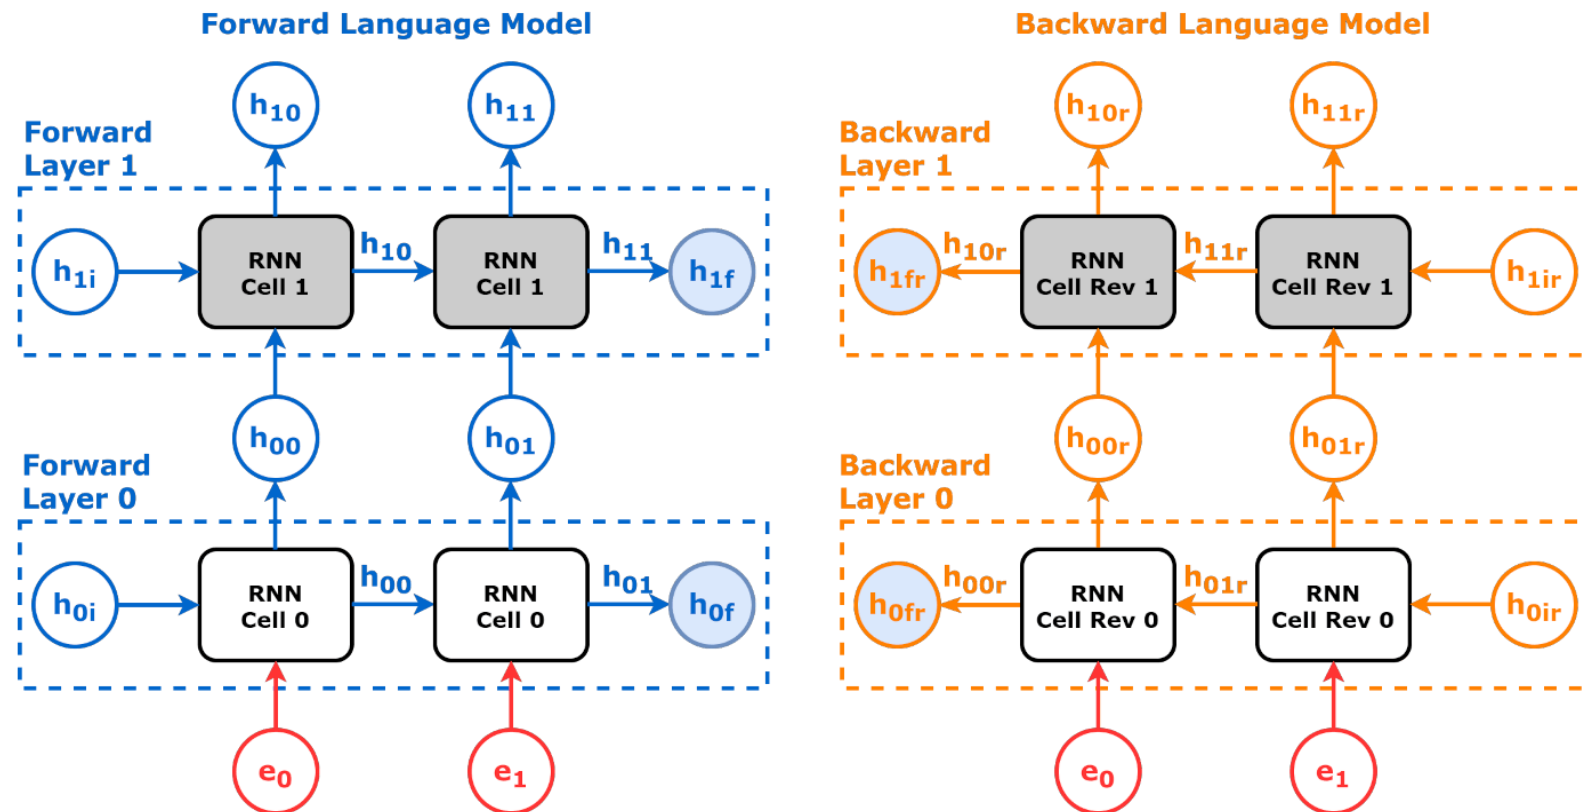 Forward Language Model
Backward Language Model
h10
h11
h10r
h11r
Forward
Layer 1
Backward
Layer 1
h1i
RNN
Cell 1
h10
RNN
Cell 1
h11
h1f
h1fr
h10r
RNN
Cell Rev 1
h11r
RNN
Cell Rev 1
h1ir
h00
h01
h00r
h01r
Forward
Layer 0
Backward
Layer 0
h0i
RNN
Cell 0
h00
RNN
Cell 0
h01
h0f
h0fr
h00r
RNN
Cell Rev 0
h01r
RNN
Cell Rev 0
h0ir
e0
e1
e0
e1